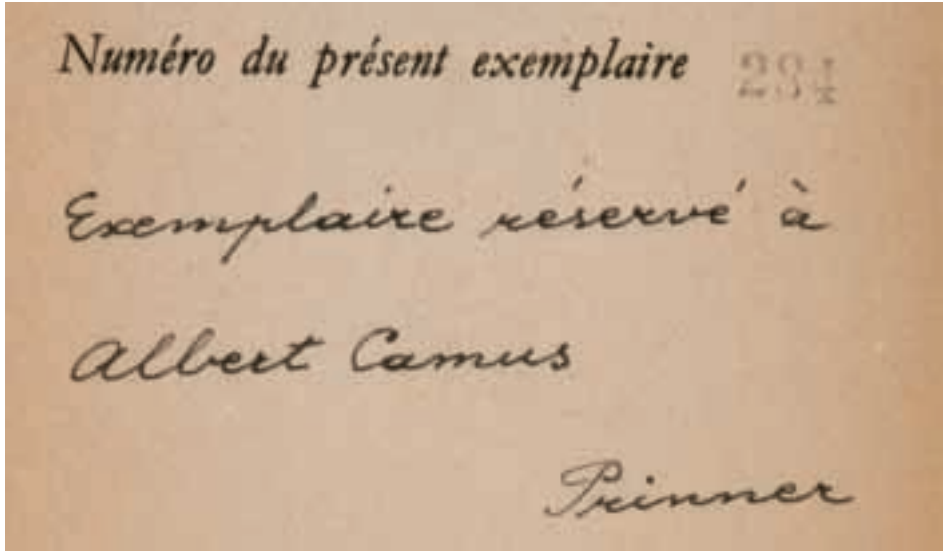 Numéro du présent exemplaire
Exemplaire réservé à
Albert Camus
Prinner